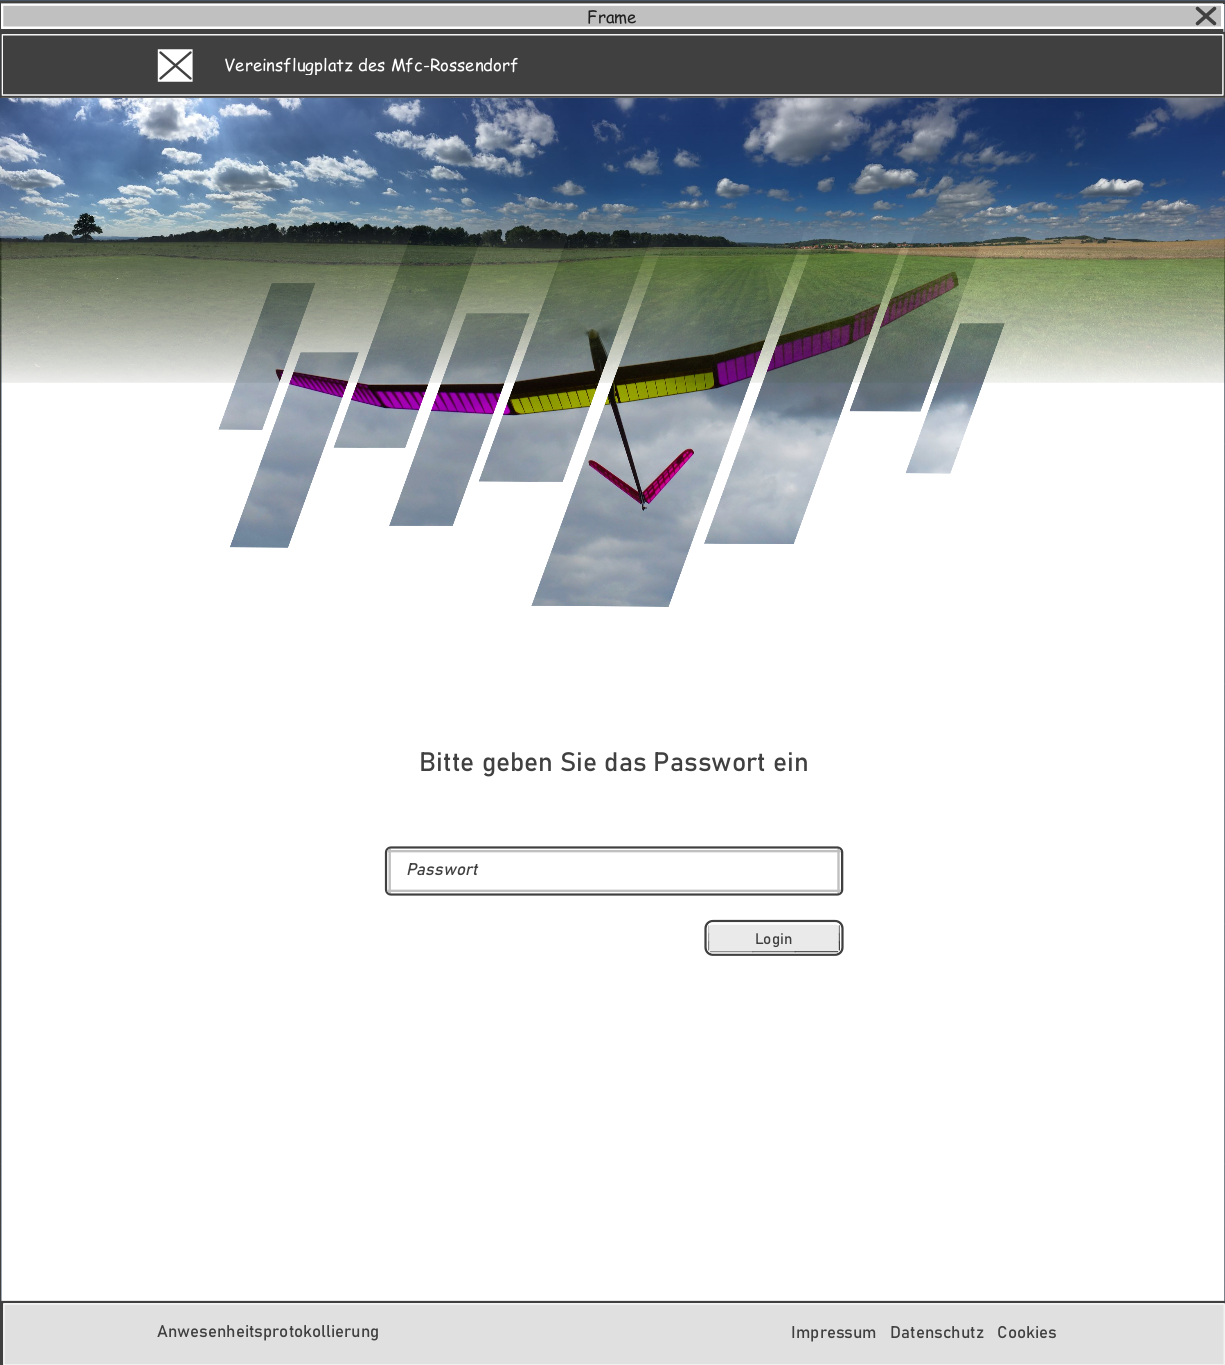 Frame
Vereinsflugplatz des Mfc-Rossendorf
Bitte geben Sie das Passwort ein
Passwort
Login
Anwesenheitsprotokollierung
Impressum Datenschutz Cookies